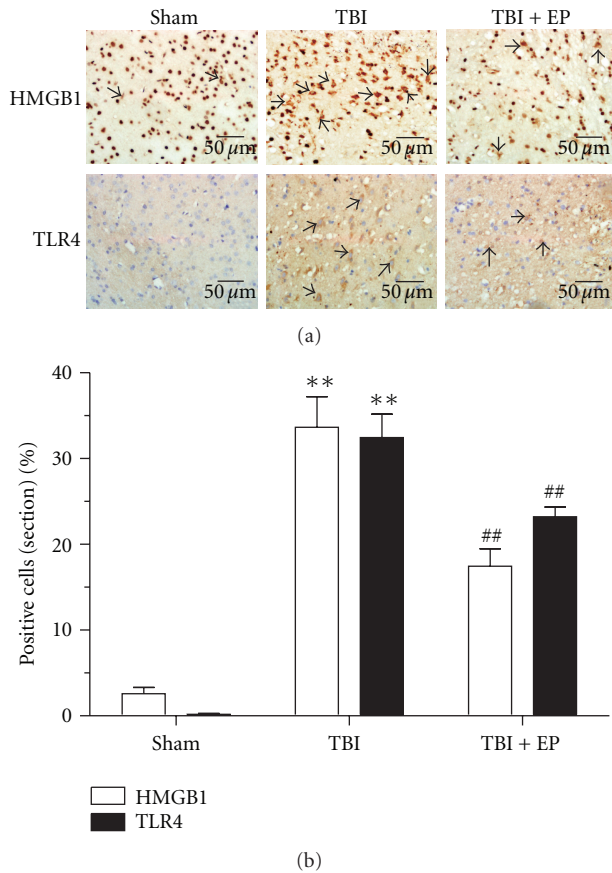 Sham TBI TBI + EP
HMGB1
50 μm 50 μm 50 μm
TLR4
50 μm 50 μm 50 μm
(a)
40
30
20
10
0
Positive cells (section) (%)
** **
## ##
Sham TBI TBI + EP
HMGB1
TLR4
(b)